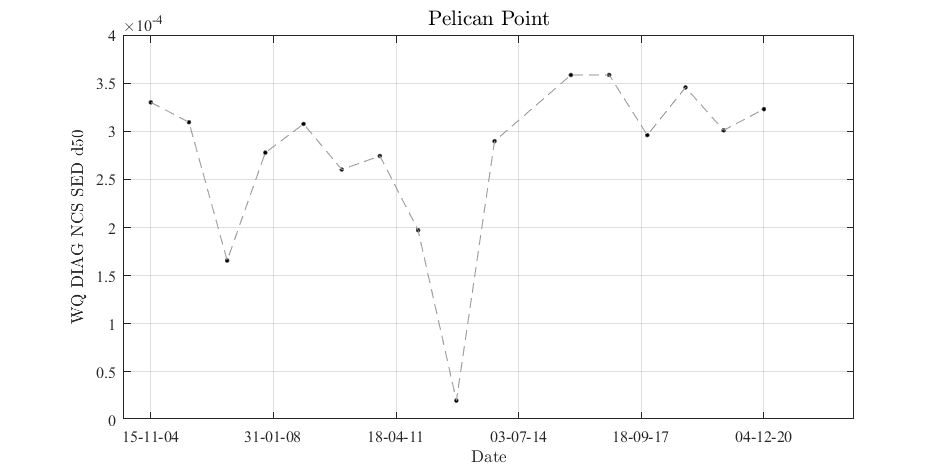 Pelican Point
×10-4
4
3.5
3
2.5
2
1.5
1
0.5
0
WQ DIAG NCS SED d50
15-11-04 31-01-08 18-04-11 03-07-14 18-09-17 04-12-20
Date